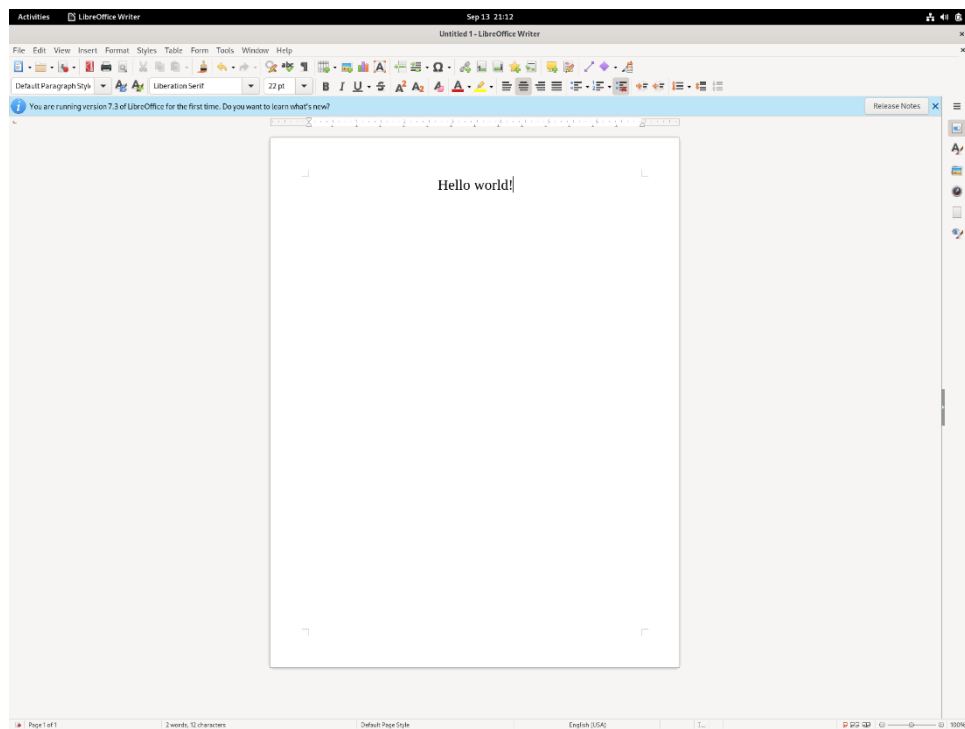 Activities LibreOffice Writer Sep 13 21:12
Untitled 1 - LibreOffice Writer
File Edit View Insert Format Styles Table Form Tools Window Help
Default Paragraph Styl Liberation Serif 22 pt
You are running version 7.3 of LibreOffice for the first time. Do you want to learn what's new? Release Notes
Hello world!
Page 1 of 1 2 words, 12 characters Default Page Style English (USA) 100%